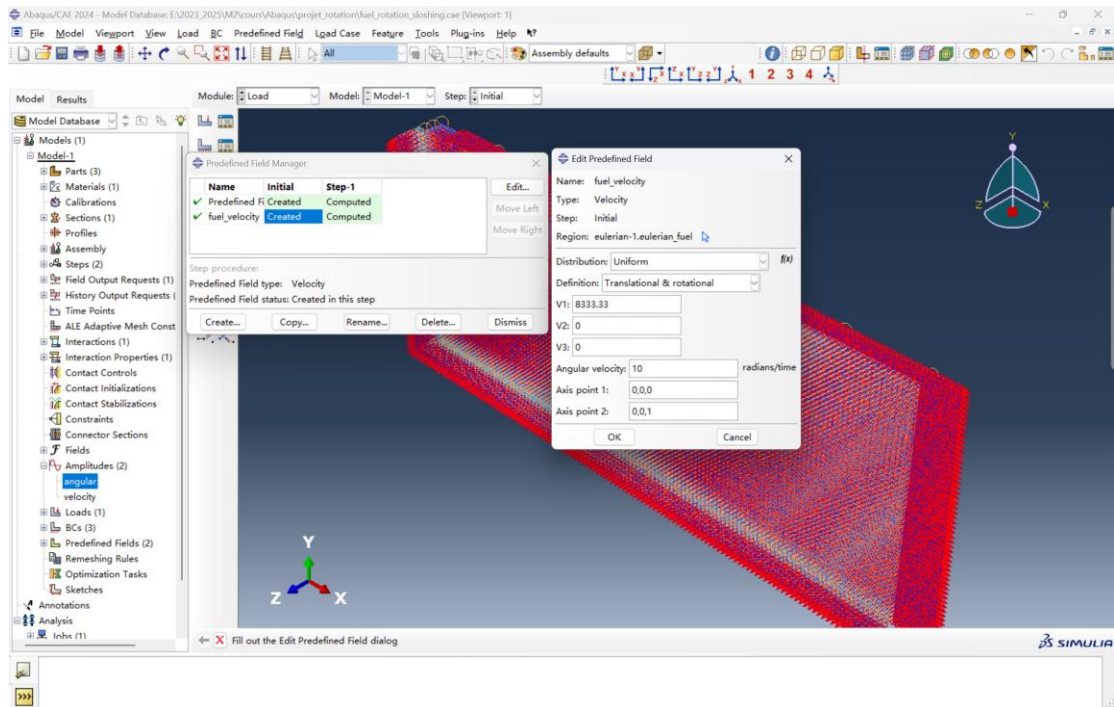 Abaqus/CAE 2024 - Model Database: E:\2023_2025\M2\cours\Abaqus\projet_rotation\fuel_rotation_sloshing.cae [Viewport: 1]
File Model Viewport View Load BC Predefined Field Load Case Feature Tools Plug-ins Help
All Assembly defaults
1 2 3 4
Model Results
Module: Load Model: Model-1 Step: Initial
Model Database
Models (1)
Model-1
Parts (3)
Materials (1)
Calibrations
Sections (1)
Profiles
Assembly
Steps (2)
Field Output Requests (1)
History Output Requests (
Time Points
ALE Adaptive Mesh Const
Interactions (1)
Interaction Properties (1)
Contact Controls
Contact Initializations
Contact Stabilizations
Constraints
Connector Sections
Fields
Amplitudes (2)
angular
velocity
Loads (1)
BCs (3)
Predefined Fields (2)
Remeshing Rules
Optimization Tasks
Sketches
Annotations
Analysis
Jobs (1)
Predefined Field Manager
Name Initial Step-1
Predefined Fi Created Computed
fuel_velocity Created Computed
Edit...
Move Left
Move Right
Step procedure:
Predefined Field type: Velocity
Predefined Field status: Created in this step
Create... Copy... Rename... Delete... Dismiss
Edit Predefined Field
Name: fuel_velocity
Type: Velocity
Step: Initial
Region: eulerian-1.eulerian_fuel
Distribution: Uniform f(x)
Definition: Translational & rotational
V1: 8333.33
V2: 0
V3: 0
Angular velocity: 10 radians/time
Axis point 1: 0,0,0
Axis point 2: 0,0,1
OK Cancel
Y
Z X
Y
Z X
Fill out the Edit Predefined Field dialog
SIMULIA
>>>